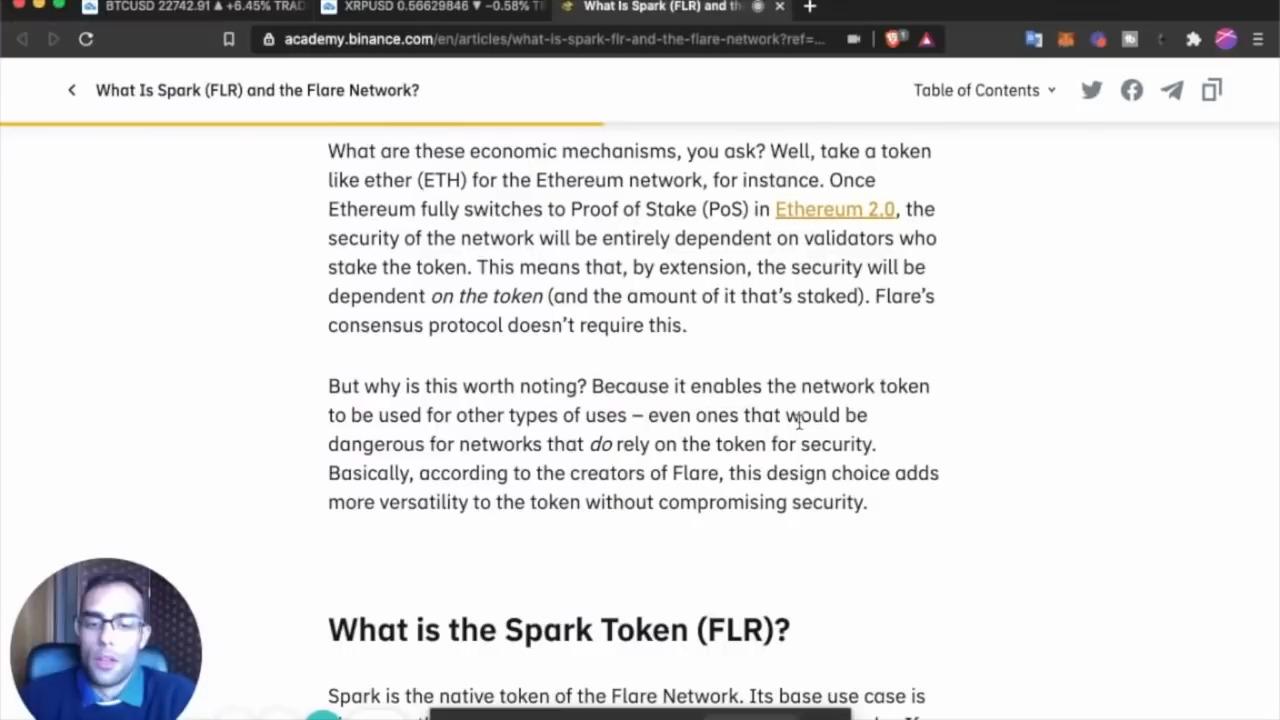 BTCUSD 22742.91 ▲ +6.45% TRAD
XRPUSD 0.56629846 ▼ −0.58%
What Is Spark (FLR) and th
academy.binance.com/en/articles/what-is-spark-flr-and-the-flare-network?ref=...
What Is Spark (FLR) and the Flare Network?
Table of Contents
What are these economic mechanisms, you ask? Well, take a token
like ether (ETH) for the Ethereum network, for instance. Once
Ethereum fully switches to Proof of Stake (PoS) in Ethereum 2.0, the
security of the network will be entirely dependent on validators who
stake the token. This means that, by extension, the security will be
dependent on the token (and the amount of it that's staked). Flare's
consensus protocol doesn't require this.
But why is this worth noting? Because it enables the network token
to be used for other types of uses – even ones that would be
dangerous for networks that do rely on the token for security.
Basically, according to the creators of Flare, this design choice adds
more versatility to the token without compromising security.
What is the Spark Token (FLR)?
Spark is the native token of the Flare Network. Its base use case is